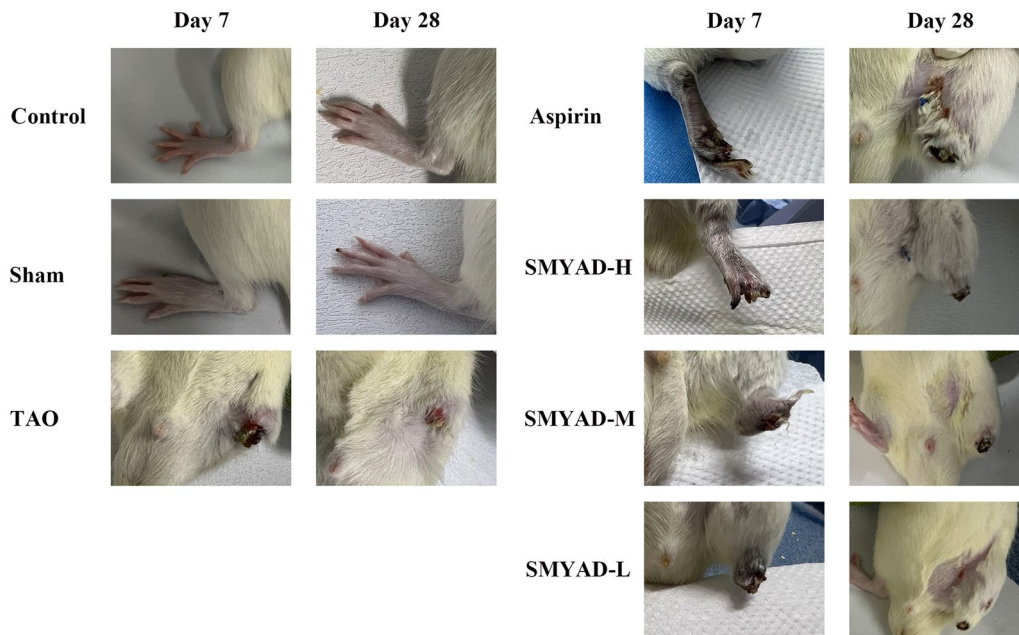 Day 7 Day 28 Day 7 Day 28
Control Aspirin
Sham SMYAD-H
TAO SMYAD-M
SMYAD-L